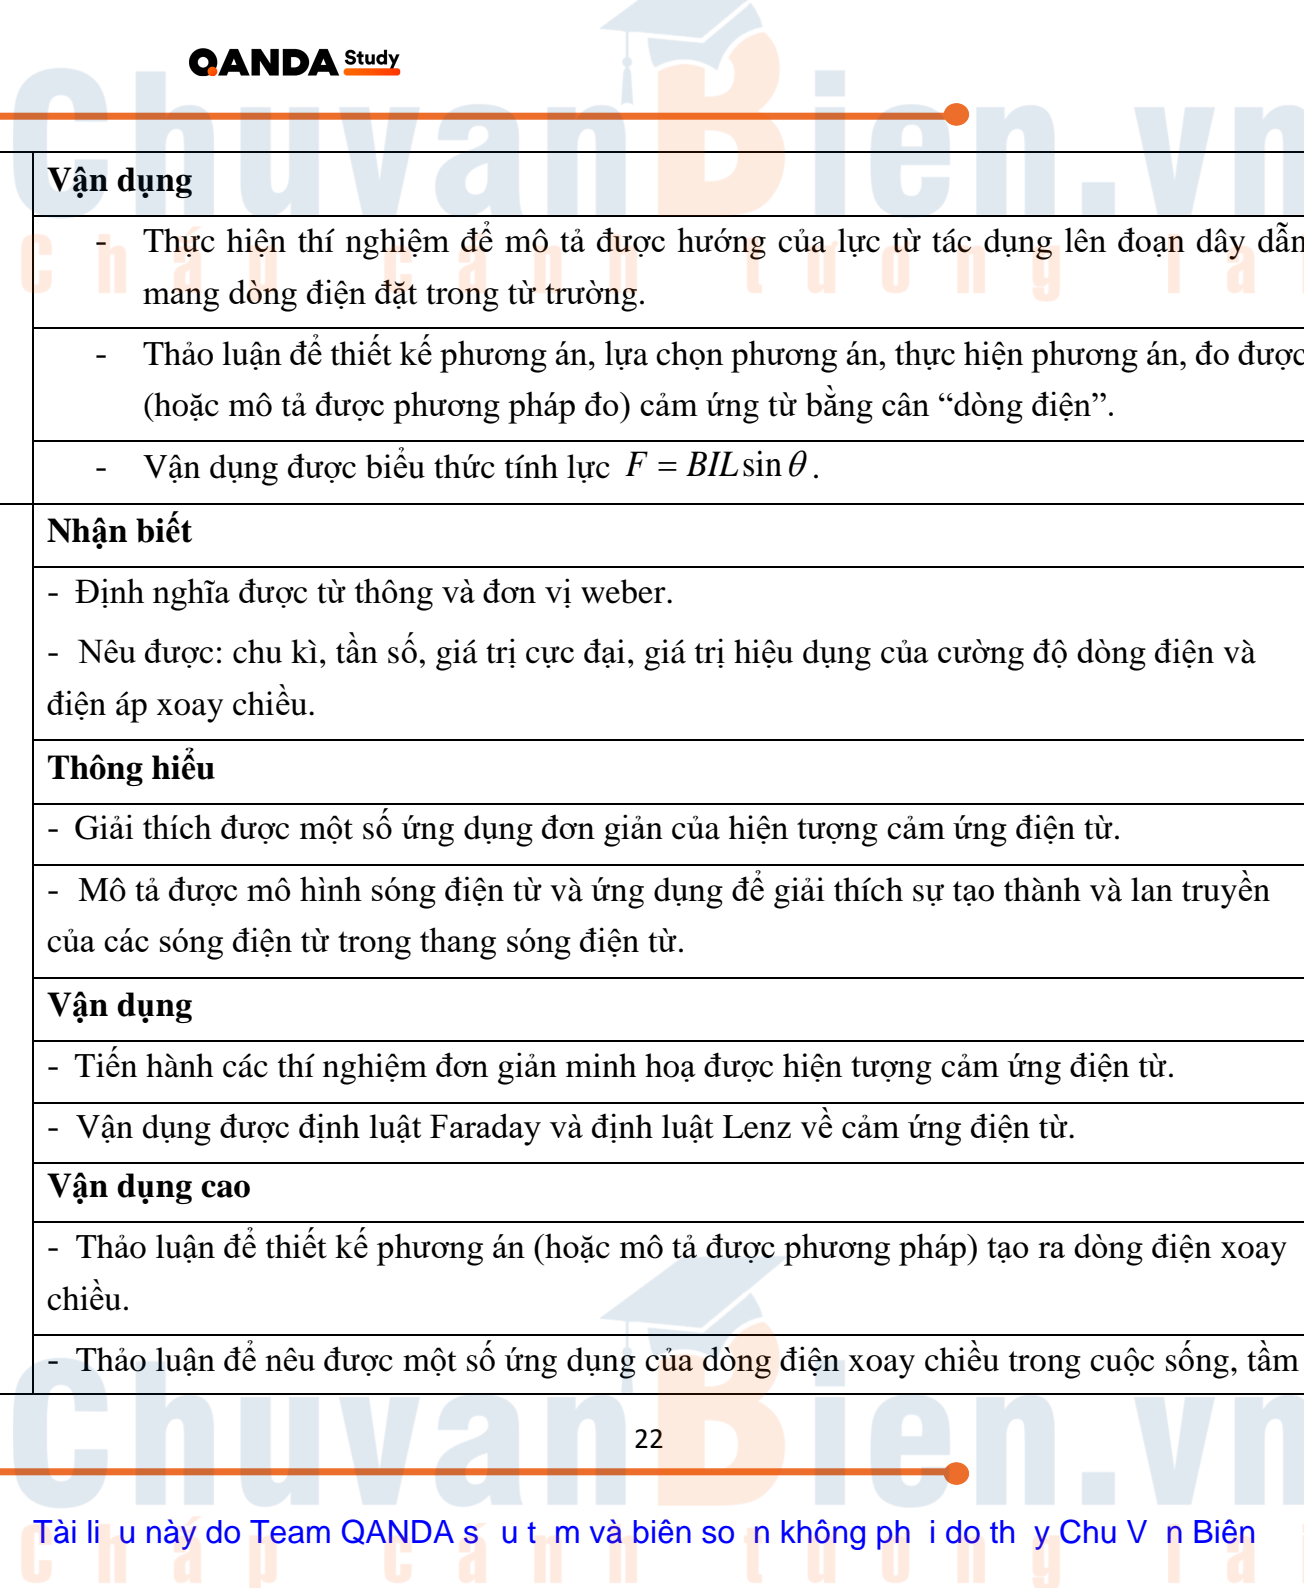 QANDA Study
Vận dụng
- Thực hiện thí nghiệm để mô tả được hướng của lực từ tác dụng lên đoạn dây dẫn
mang dòng điện đặt trong từ trường.
- Thảo luận để thiết kế phương án, lựa chọn phương án, thực hiện phương án, đo được
(hoặc mô tả được phương pháp đo) cảm ứng từ bằng cân “dòng điện”.
- Vận dụng được biểu thức tính lực F = BIL sin θ.
Nhận biết
- Định nghĩa được từ thông và đơn vị weber.
- Nêu được: chu kì, tần số, giá trị cực đại, giá trị hiệu dụng của cường độ dòng điện và
điện áp xoay chiều.
Thông hiểu
- Giải thích được một số ứng dụng đơn giản của hiện tượng cảm ứng điện từ.
- Mô tả được mô hình sóng điện từ và ứng dụng để giải thích sự tạo thành và lan truyền
của các sóng điện từ trong thang sóng điện từ.
Vận dụng
- Tiến hành các thí nghiệm đơn giản minh hoạ được hiện tượng cảm ứng điện từ.
- Vận dụng được định luật Faraday và định luật Lenz về cảm ứng điện từ.
Vận dụng cao
- Thảo luận để thiết kế phương án (hoặc mô tả được phương pháp) tạo ra dòng điện xoay
chiều.
- Thảo luận để nêu được một số ứng dụng của dòng điện xoay chiều trong cuộc sống, tầm
22
Tài li u này do Team QANDA s u t m và biên so n không ph i do th y Chu V n Biên
ChuvanBien.vn